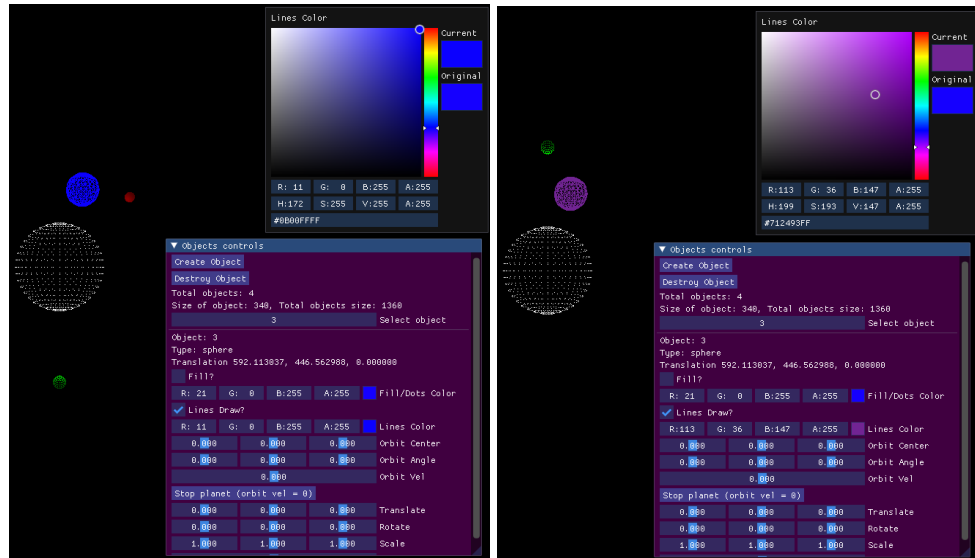 Lines Color
Current
Original
R: 11 G: 0 B:255 A:255
H:172 S:255 V:255 A:255
#0B00FFFF
Objects controls
Create Object
Destroy Object
Total objects: 4
Size of object: 340, Total objects size: 1360
3 Select object
Object: 3
Type: sphere
Translation 592.113037, 446.562988, 0.000000
Fill?
R: 21 G: 0 B:255 A:255 Fill/Dots Color
Lines Draw?
R: 11 G: 0 B:255 A:255 Lines Color
0.000 0.000 0.000 Orbit Center
0.000 0.000 0.000 Orbit Angle
0.000 Orbit Vel
Stop planet (orbit vel = 0)
0.000 0.000 0.000 Translate
0.000 0.000 0.000 Rotate
1.000 1.000 1.000 Scale
Lines Color
Current
Original
R:113 G: 36 B:147 A:255
H:199 S:193 V:147 A:255
#712493FF
Objects controls
Create Object
Destroy Object
Total objects: 4
Size of object: 340, Total objects size: 1360
3 Select object
Object: 3
Type: sphere
Translation 592.113037, 446.562988, 0.000000
Fill?
R: 21 G: 0 B:255 A:255 Fill/Dots Color
Lines Draw?
R:113 G: 36 B:147 A:255 Lines Color
0.000 0.000 0.000 Orbit Center
0.000 0.000 0.000 Orbit Angle
0.000 Orbit Vel
Stop planet (orbit vel = 0)
0.000 0.000 0.000 Translate
0.000 0.000 0.000 Rotate
1.000 1.000 1.000 Scale